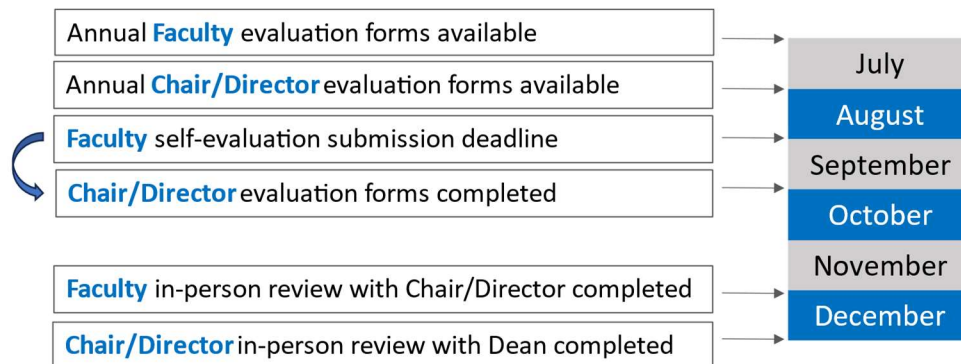 Annual Faculty evaluation forms available
Annual Chair/Director evaluation forms available
Faculty self-evaluation submission deadline
Chair/Director evaluation forms completed
Faculty in-person review with Chair/Director completed
Chair/Director in-person review with Dean completed
July
August
September
October
November
December